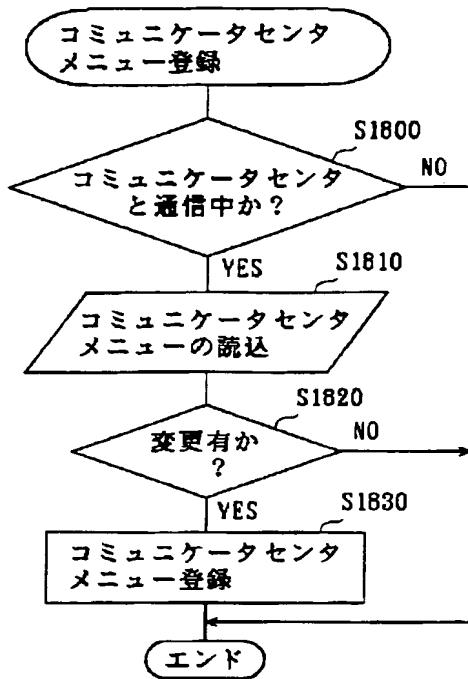 コミュニケータセンタ
メニュー登録
S1800
NO
コミュニケータセンタ
と通信中か?
YES
S1810
コミュニケータセンタ
メニューの読込
S1820
NO
変更有か
?
YES
S1830
コミュニケータセンタ
メニュー登録
エンド